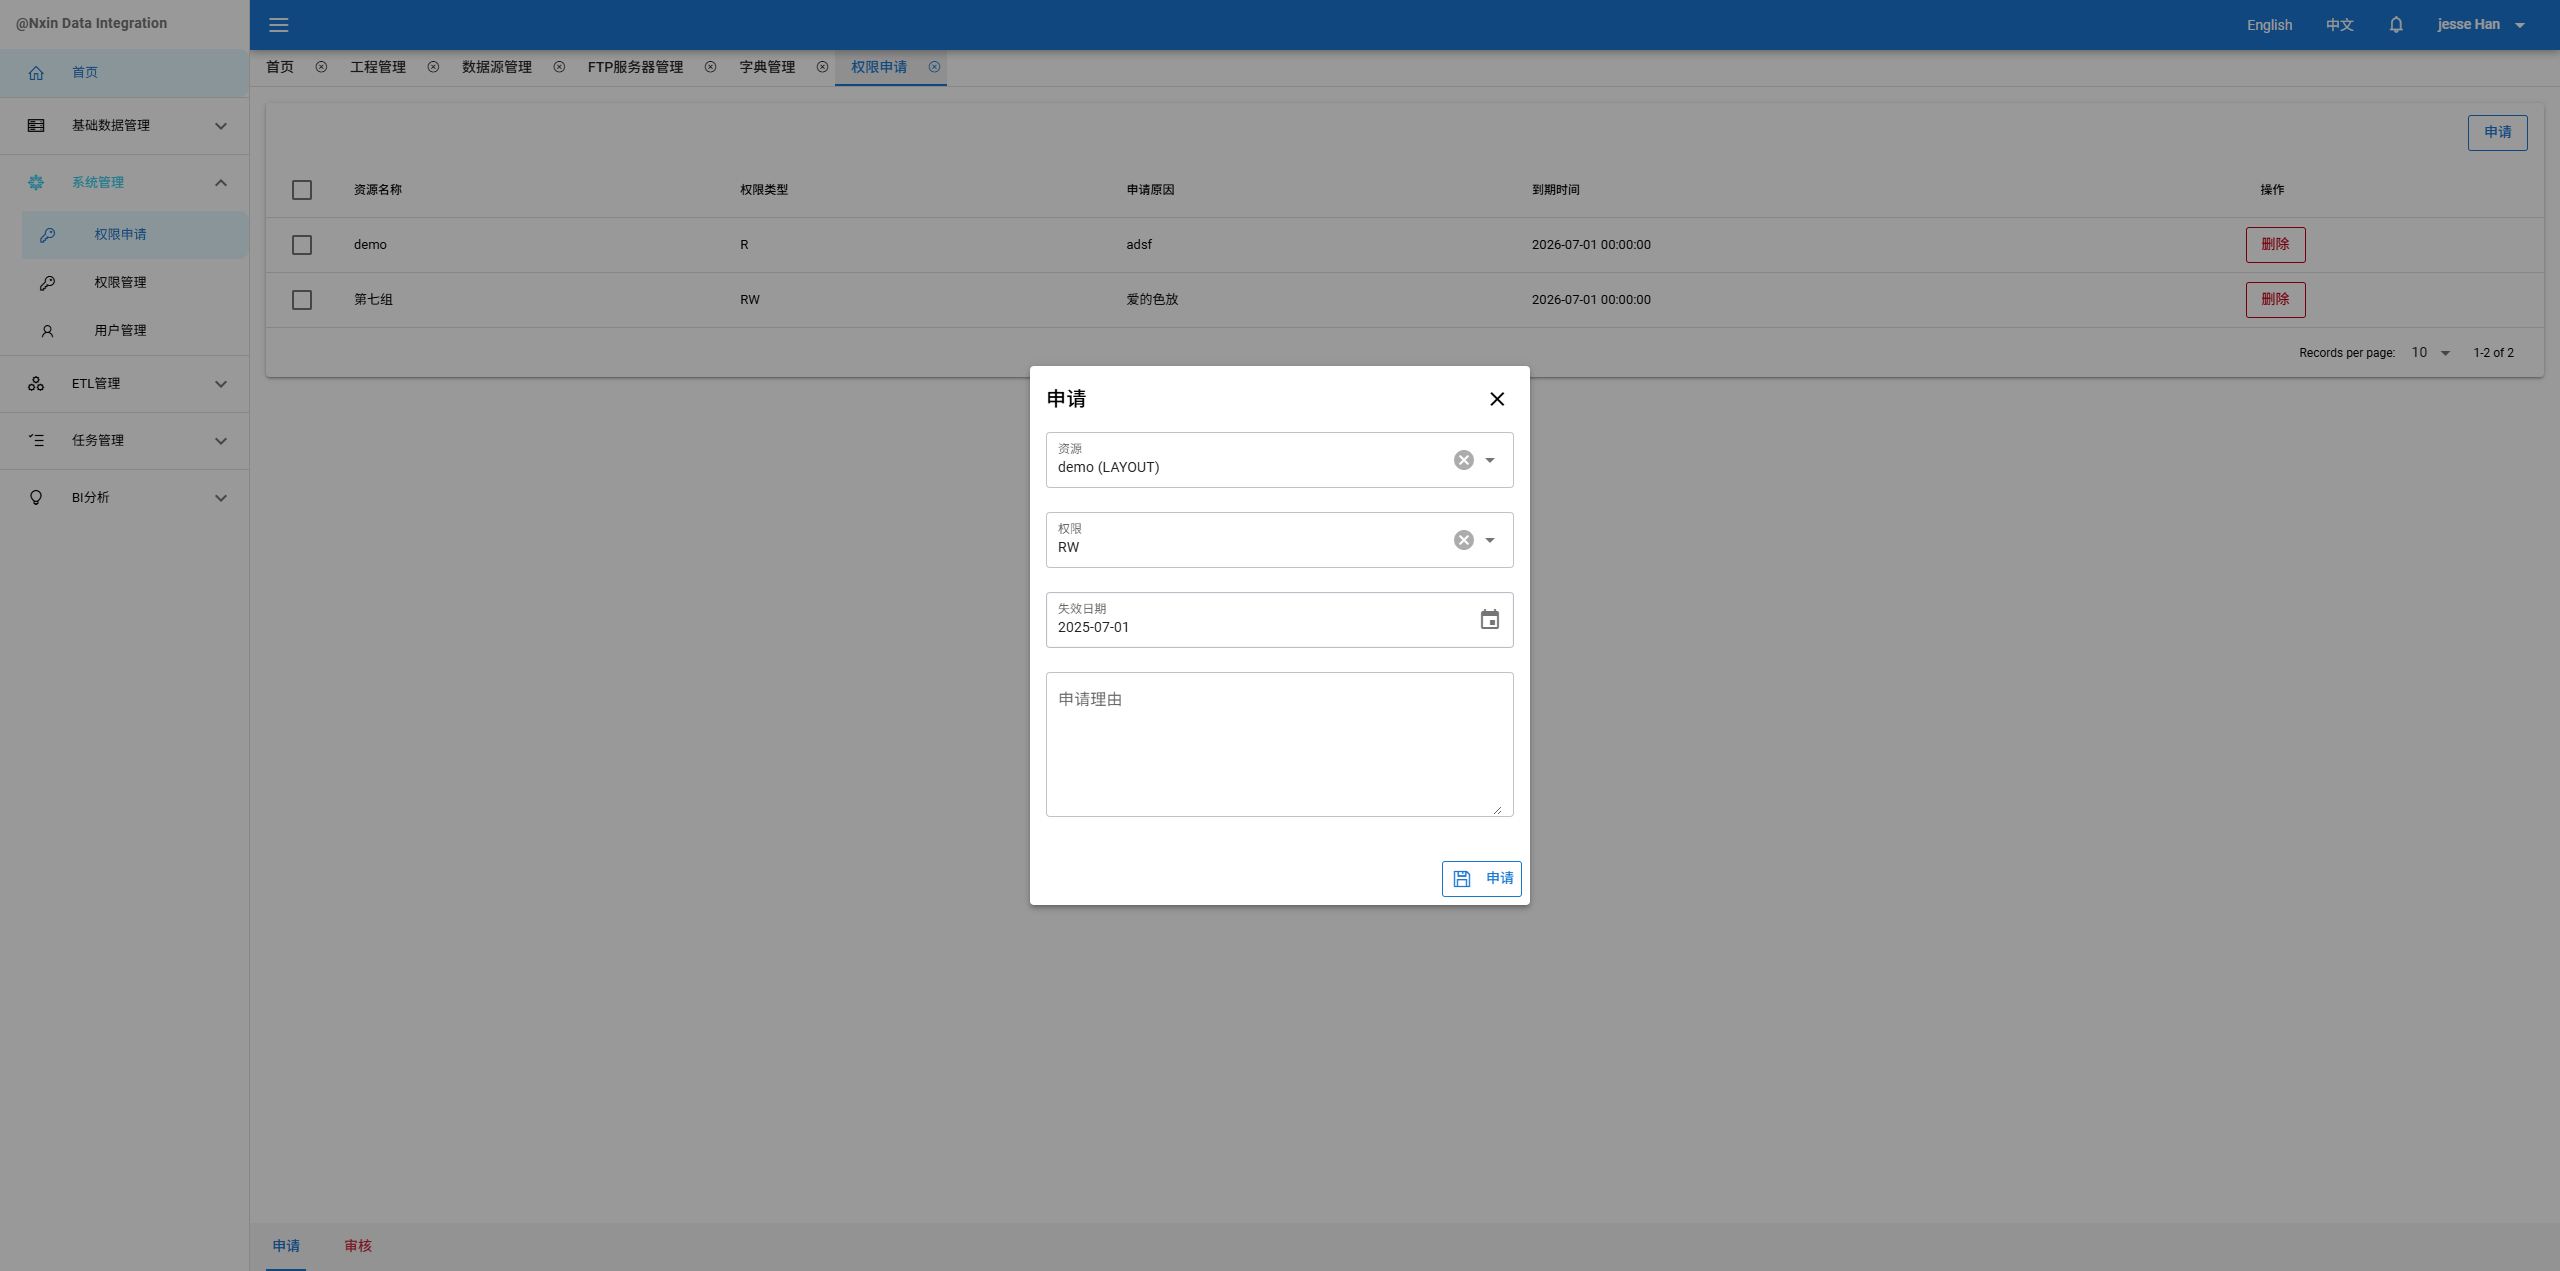 @Nxin Data Integration
English 中文 jesse Han
首页 工程管理 数据源管理 FTP服务器管理 字典管理 权限申请
首页
基础数据管理
系统管理
权限申请
权限管理
用户管理
ETL管理
任务管理
BI分析
申请
资源名称 权限类型 申请原因 到期时间 操作
demo R adsf 2026-07-01 00:00:00 删除
第七组 RW 爱的色放 2026-07-01 00:00:00 删除
Records per page: 10 1-2 of 2
申请
资源
demo (LAYOUT)
权限
RW
失效日期
2025-07-01
申请理由
申请
申请 审核